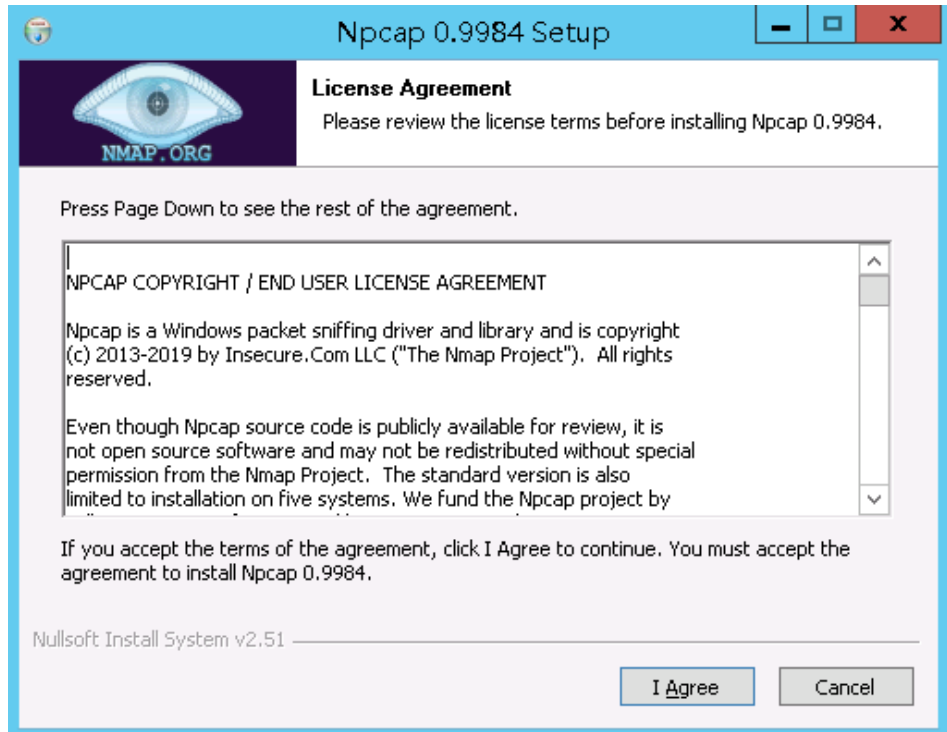 Npcap 0.9984 Setup
NMAP.ORG
License Agreement
Please review the license terms before installing Npcap 0.9984.
Press Page Down to see the rest of the agreement.
NPCAP COPYRIGHT / END USER LICENSE AGREEMENT
Npcap is a Windows packet sniffing driver and library and is copyright
(c) 2013-2019 by Insecure.Com LLC ("The Nmap Project").  All rights
reserved.
Even though Npcap source code is publicly available for review, it is
not open source software and may not be redistributed without special
permission from the Nmap Project.  The standard version is also
limited to installation on five systems. We fund the Npcap project by
If you accept the terms of the agreement, click I Agree to continue. You must accept the
agreement to install Npcap 0.9984.
Nullsoft Install System v2.51
I Agree
Cancel